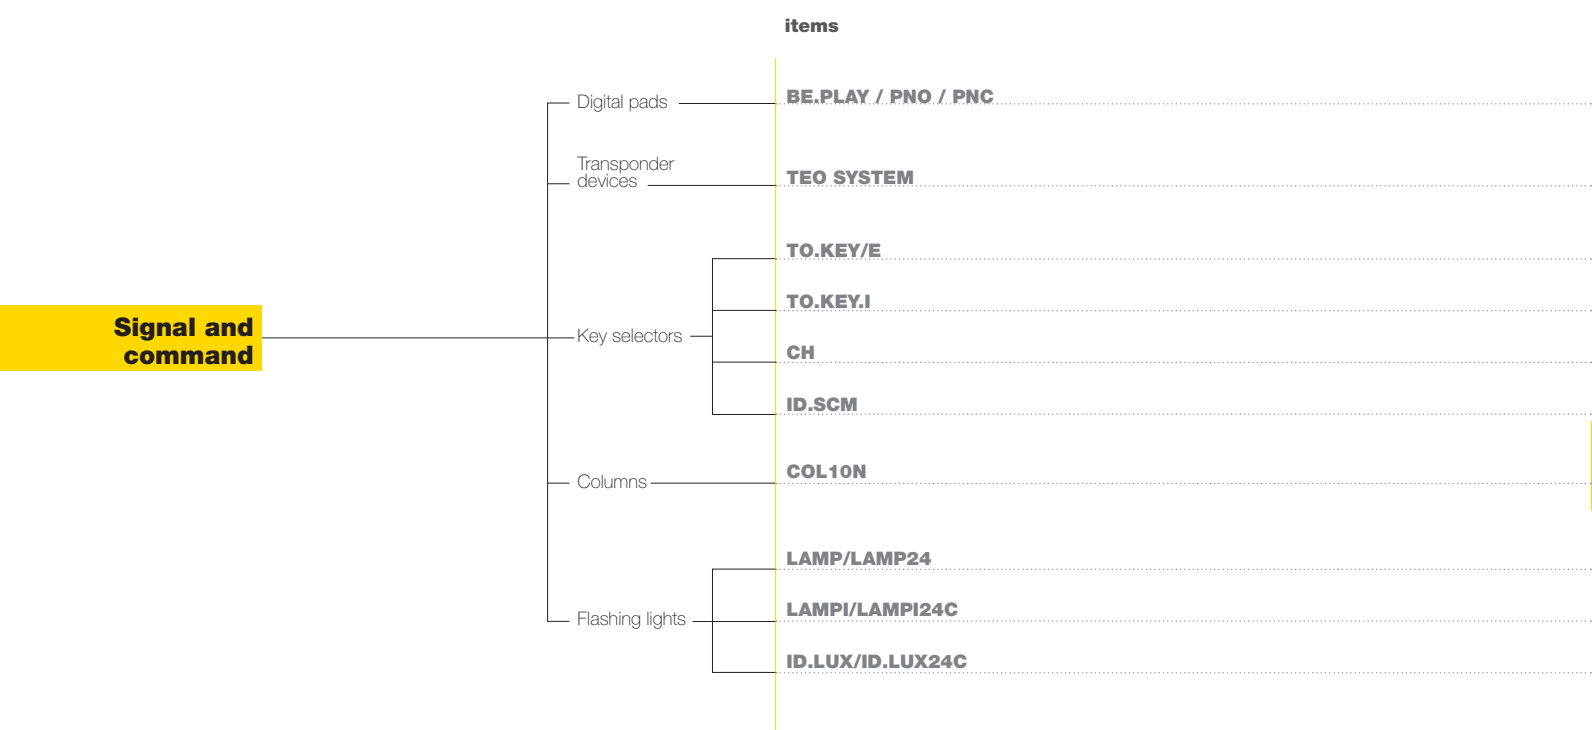 items
Digital pads
BE.PLAY / PNO / PNC
Transponder
devices
TEO SYSTEM
Signal and
command
Key selectors
TO.KEY/E
TO.KEY.I
CH
ID.SCM
Columns
COL10N
Flashing lights
LAMP/LAMP24
LAMPI/LAMPI24C
ID.LUX/ID.LUX24C